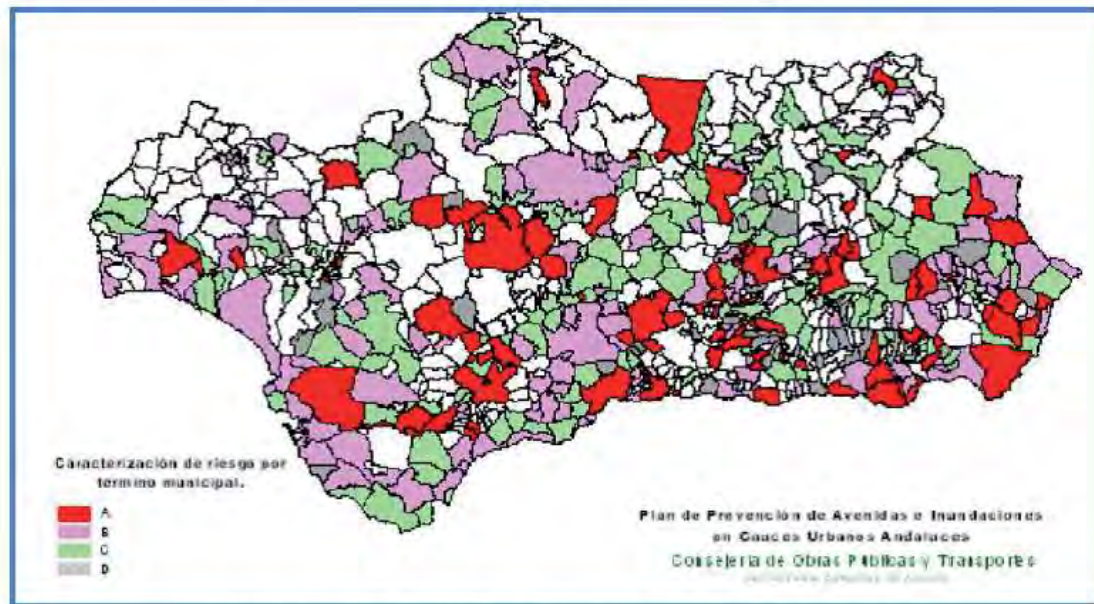 Caracterización de riesgo por
término municipal.
A
B
C
D
Plan de Prevención de Avenidas e Inundaciones
en Cauces Urbanos Andaluces
Consejería de Obras Públicas y Transportes